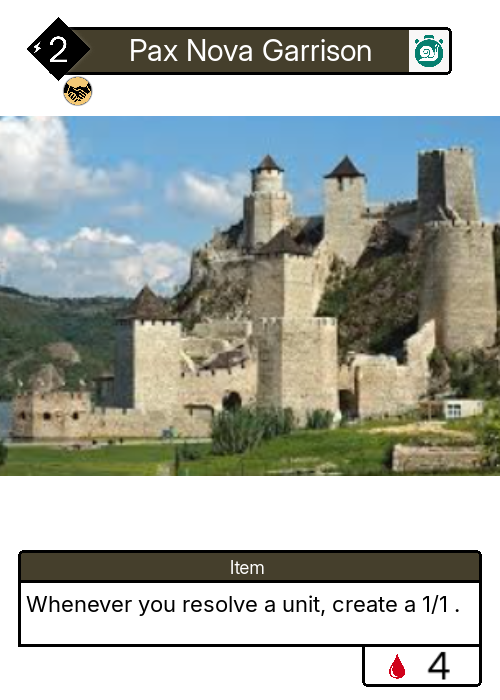 2
Pax Nova Garrison
Item
Whenever you resolve a unit, create a 1/1 .
4